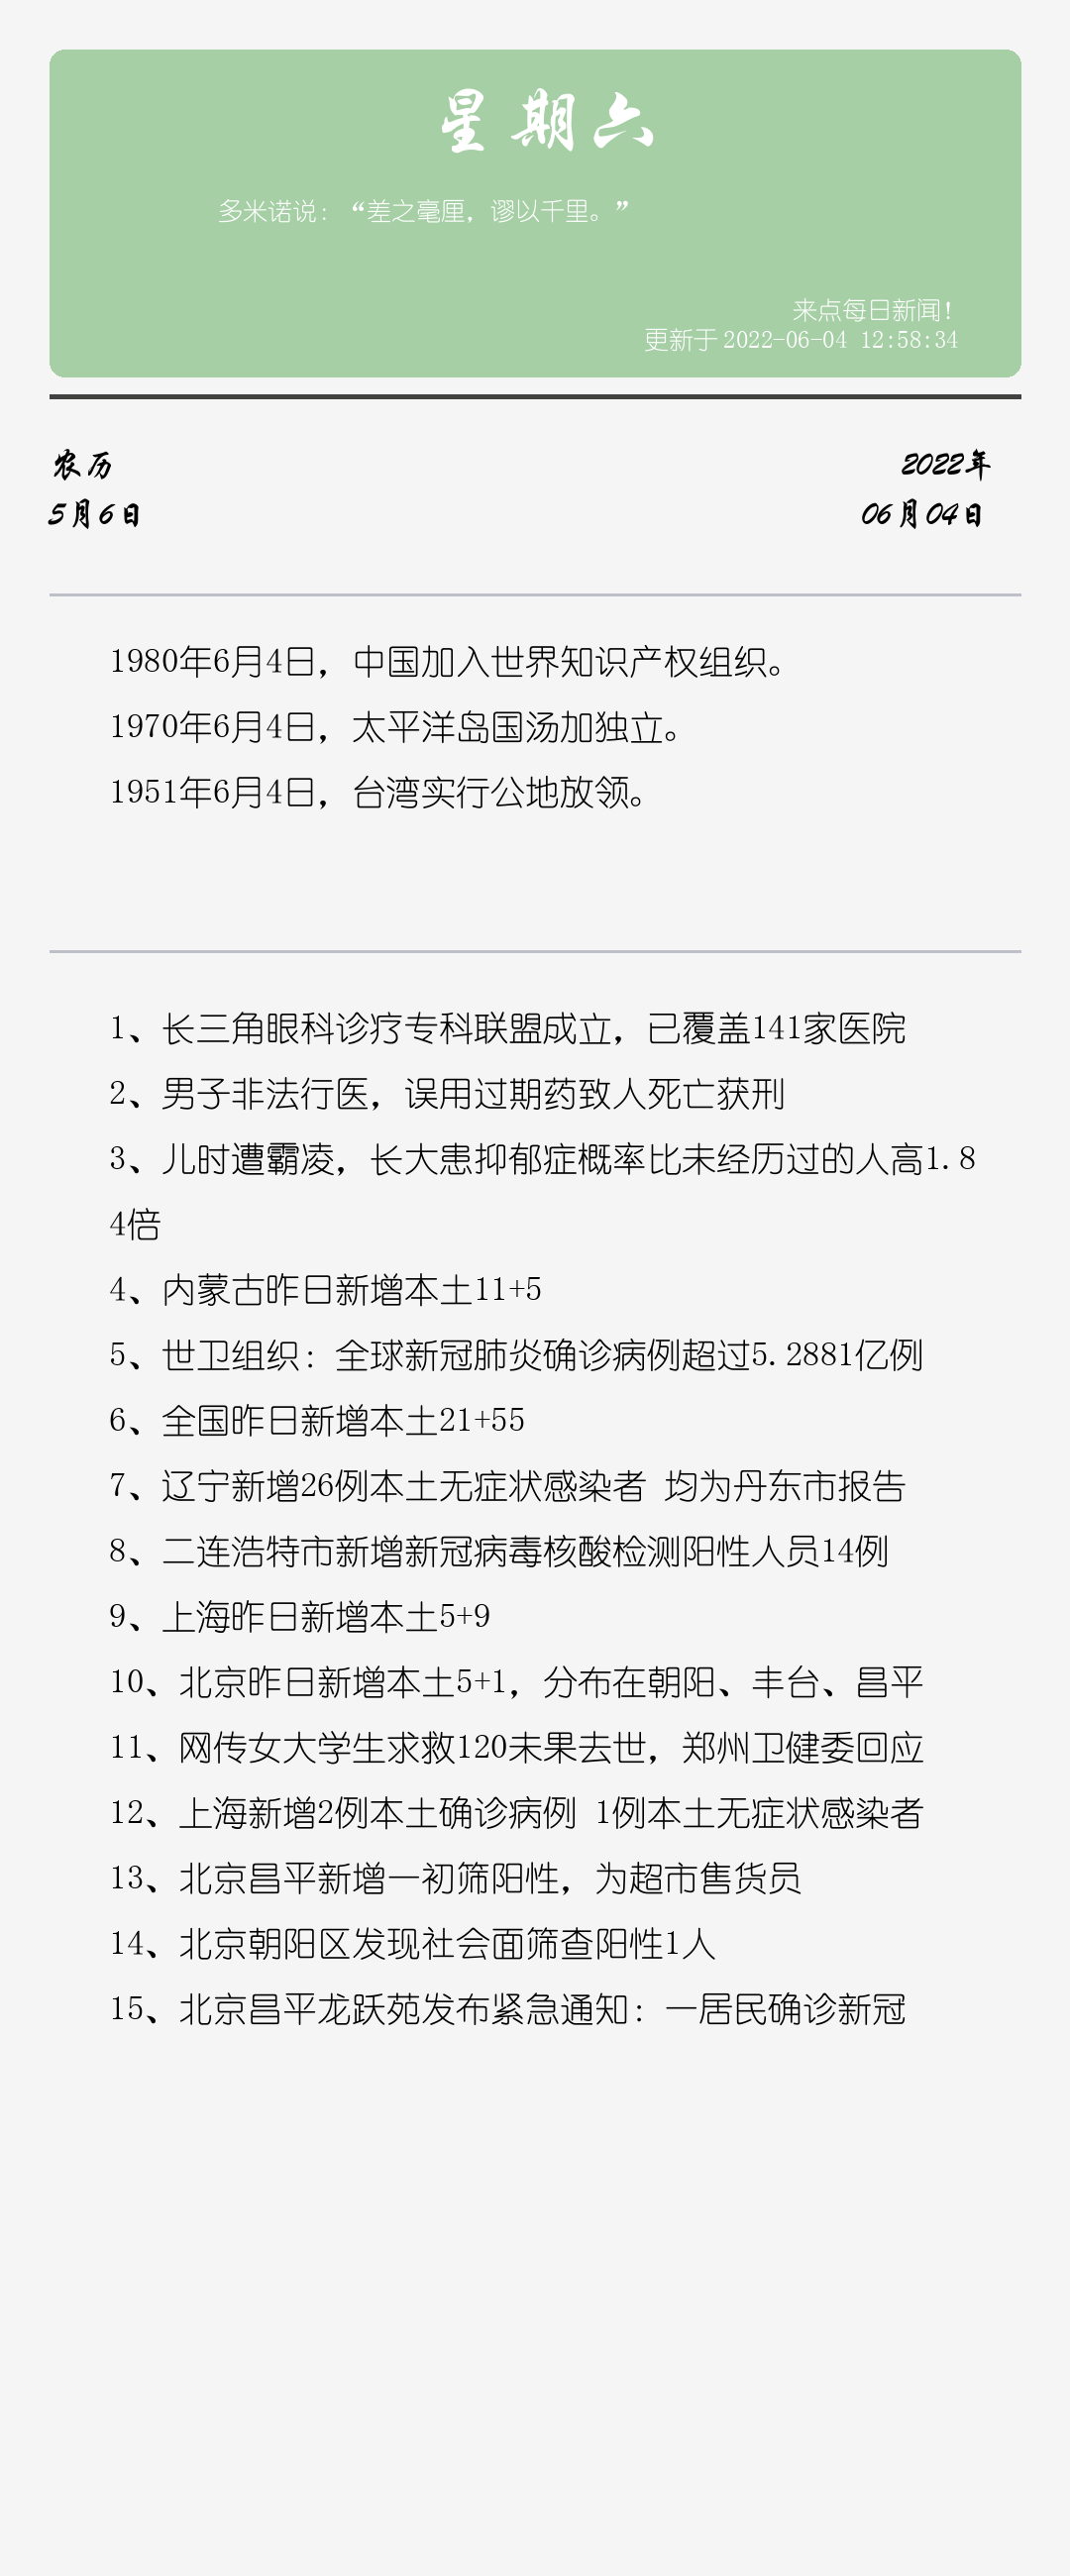 星期六
多米诺说：“差之毫厘，谬以千里。”
来点每日新闻！
更新于2022-06-04 12:58:34
农历
2022年
5月6日
06月04日
1980年6月4日，中国加入世界知识产权组织。
1970年6月4日，太平洋岛国汤加独立。
1951年6月4日，台湾实行公地放领。
1、长三角眼科诊疗专科联盟成立，已覆盖141家医院
2、男子非法行医，误用过期药致人死亡获刑
3、儿时遭霸凌，长大患抑郁症概率比未经历过的人高1.8
4倍
4、内蒙古昨日新增本土11+5
5、世卫组织：全球新冠肺炎确诊病例超过5.2881亿例
6、全国昨日新增本土21+55
7、辽宁新增26例本土无症状感染者 均为丹东市报告
8、二连浩特市新增新冠病毒核酸检测阳性人员14例
9、上海昨日新增本土5+9
10、北京昨日新增本土5+1，分布在朝阳、丰台、昌平
11、网传女大学生求救120未果去世，郑州卫健委回应
12、上海新增2例本土确诊病例 1例本土无症状感染者
13、北京昌平新增一初筛阳性，为超市售货员
14、北京朝阳区发现社会面筛查阳性1人
15、北京昌平龙跃苑发布紧急通知：一居民确诊新冠